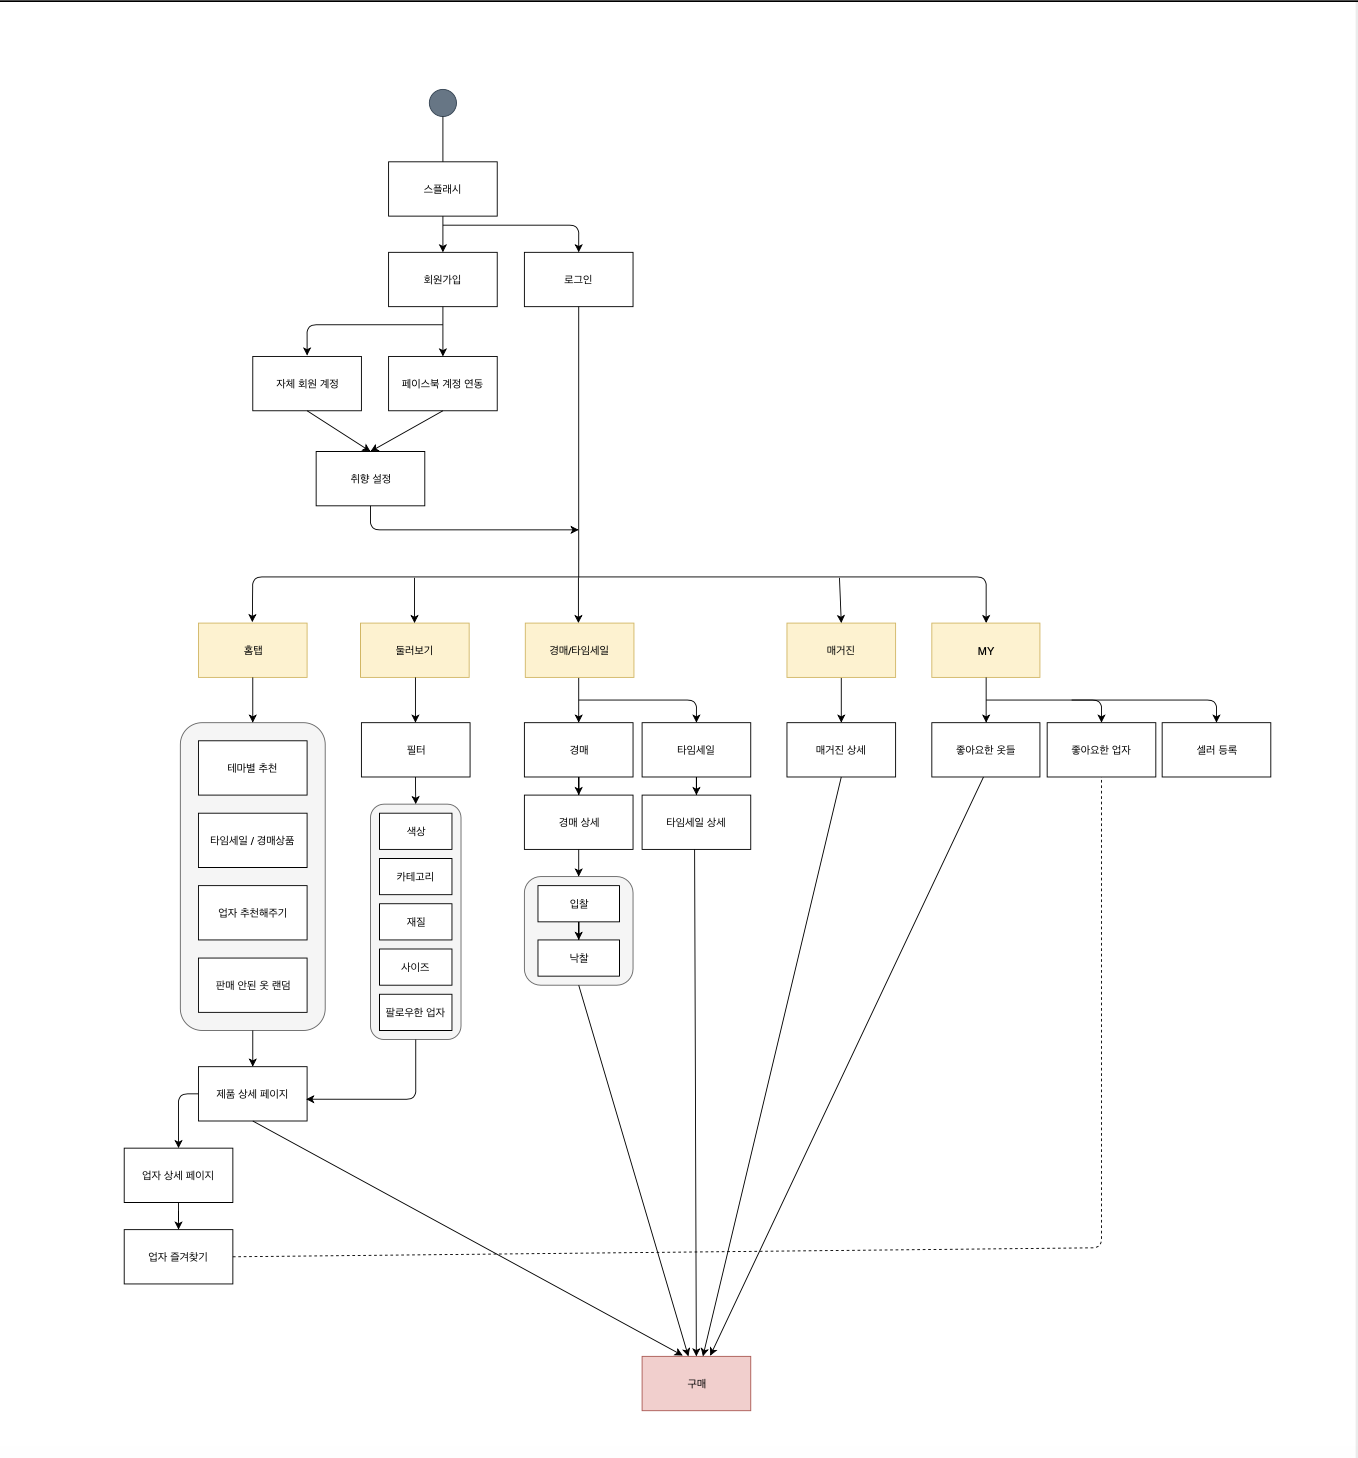 스플래시
회원가입
로그인
자체 회원 계정
페이스북 계정 연동
취향 설정
홈탭
둘러보기
경매/타임세일
매거진
MY
테마별 추천
타임세일 / 경매상품
업자 추천해주기
판매 안된 옷 랜덤
필터
색상
카테고리
재질
사이즈
팔로우한 업자
경매
타임세일
경매 상세
타임세일 상세
입찰
낙찰
매거진 상세
좋아요한 옷들
좋아요한 업자
셀러 등록
제품 상세 페이지
업자 상세 페이지
업자 즐겨찾기
구매